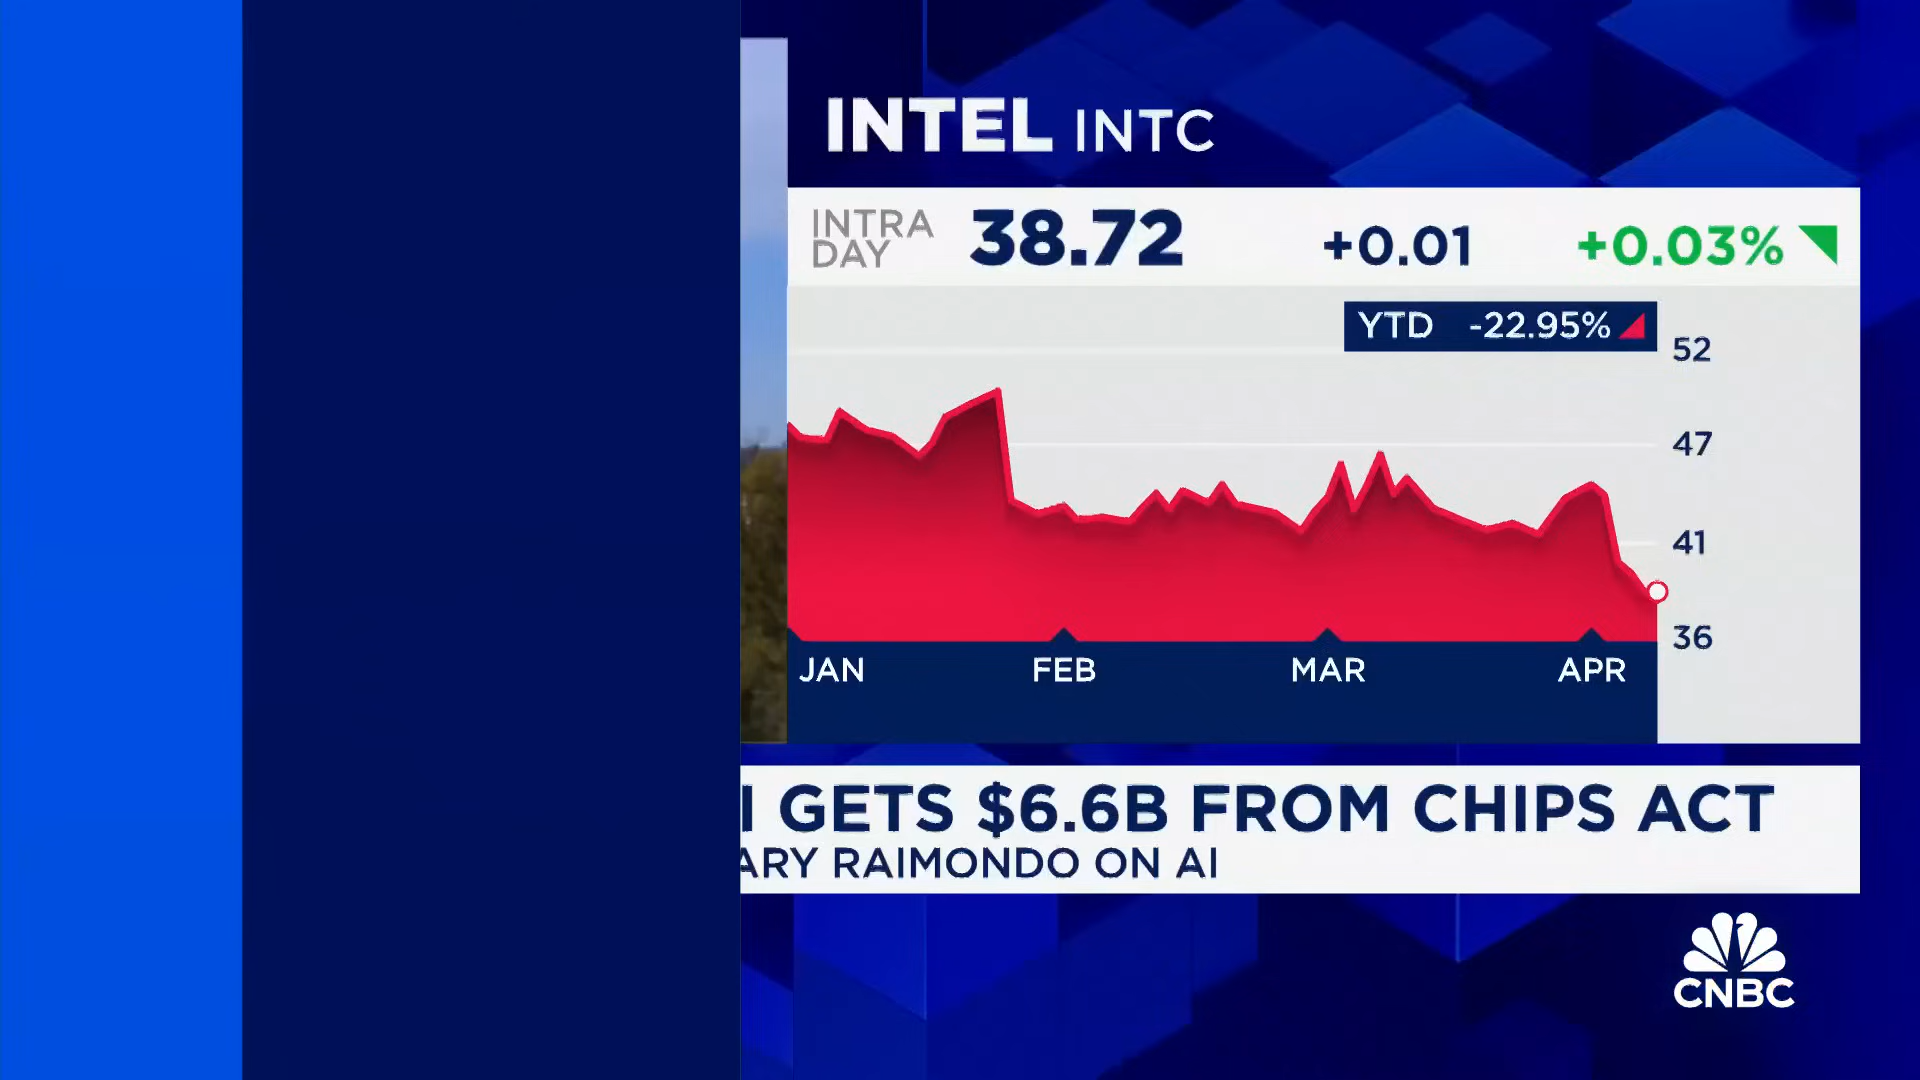 INTEL INTC
INTRA DAY 38.72 +0.01 +0.03%
YTD -22.95%
52
47
41
36
JAN FEB MAR APR
GETS $6.6B FROM CHIPS ACT
RAIMONDO ON AI
CNBC